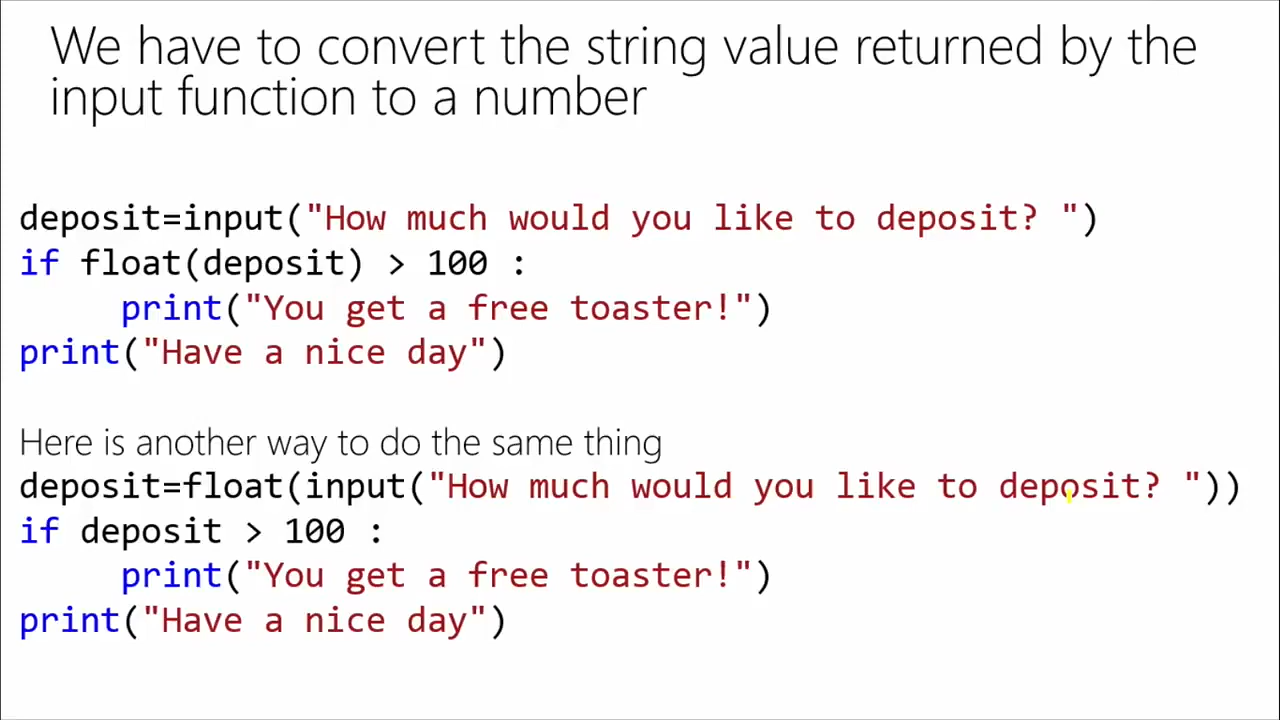 We have to convert the string value returned by the
input function to a number
deposit=input("How much would you like to deposit? ")
if float(deposit) > 100 :
     print("You get a free toaster!")
print("Have a nice day")
Here is another way to do the same thing
deposit=float(input("How much would you like to deposit? "))
if deposit > 100 :
     print("You get a free toaster!")
print("Have a nice day")